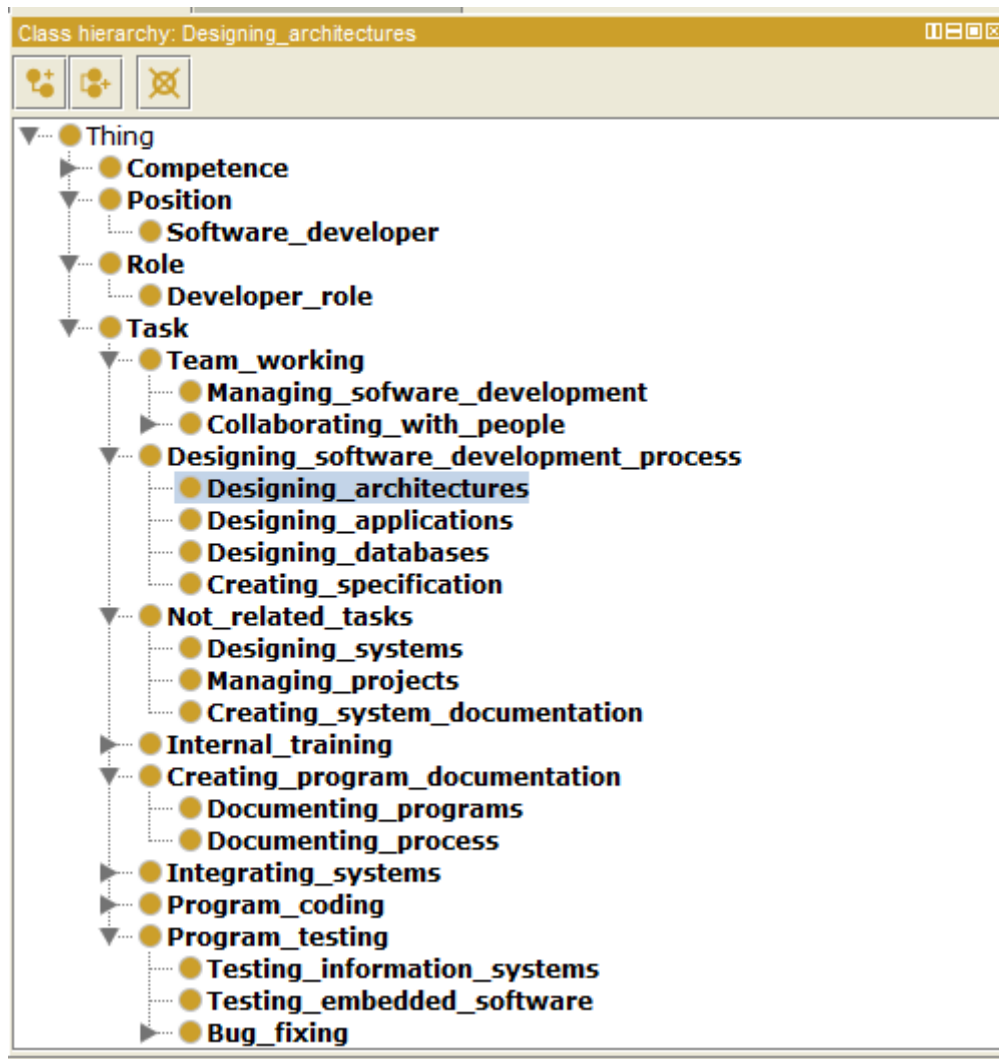 Class hierarchy: Designing_architectures
Thing
Competence
Position
Software_developer
Role
Developer_role
Task
Team_working
Managing_sofware_development
Collaborating_with_people
Designing_software_development_process
Designing_architectures
Designing_applications
Designing_databases
Creating_specification
Not_related_tasks
Designing_systems
Managing_projects
Creating_system_documentation
Internal_training
Creating_program_documentation
Documenting_programs
Documenting_process
Integrating_systems
Program_coding
Program_testing
Testing_information_systems
Testing_embedded_software
Bug_fixing